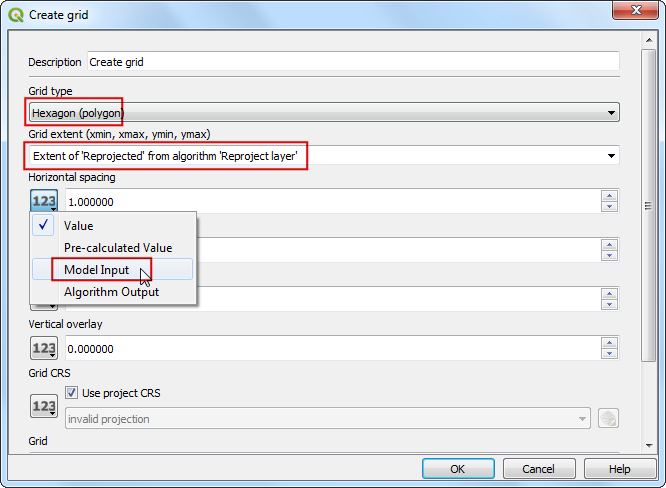 Create grid
Description Create grid
Grid type
Hexagon (polygon)
Grid extent (xmin, xmax, ymin, ymax)
Extent of 'Reprojected' from algorithm 'Reproject layer'
Horizontal spacing
123 1.000000
Value
Pre-calculated Value
Model Input
Algorithm Output
Vertical overlay
123 0.000000
Grid CRS
123 Use project CRS
invalid projection
Grid
OK Cancel Help